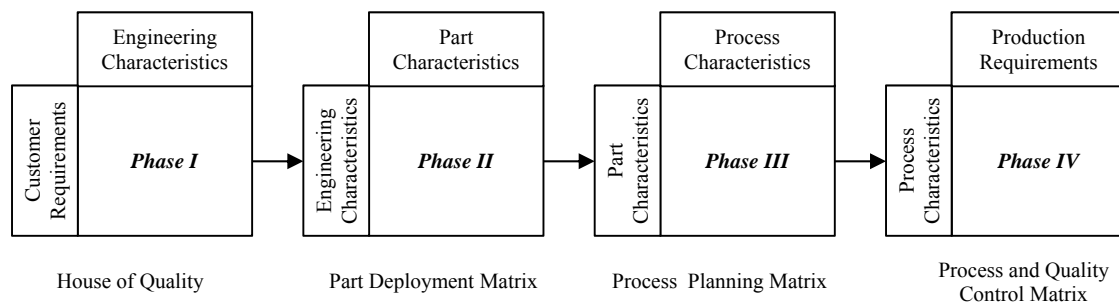 Engineering
Characteristics
Customer
Requirements
Phase I
House of Quality
Part
Characteristics
Engineering
Characteristics
Phase II
Part Deployment Matrix
Process
Characteristics
Part
Characteristics
Phase III
Process Planning Matrix
Production
Requirements
Process
Characteristics
Phase IV
Process and Quality
Control Matrix